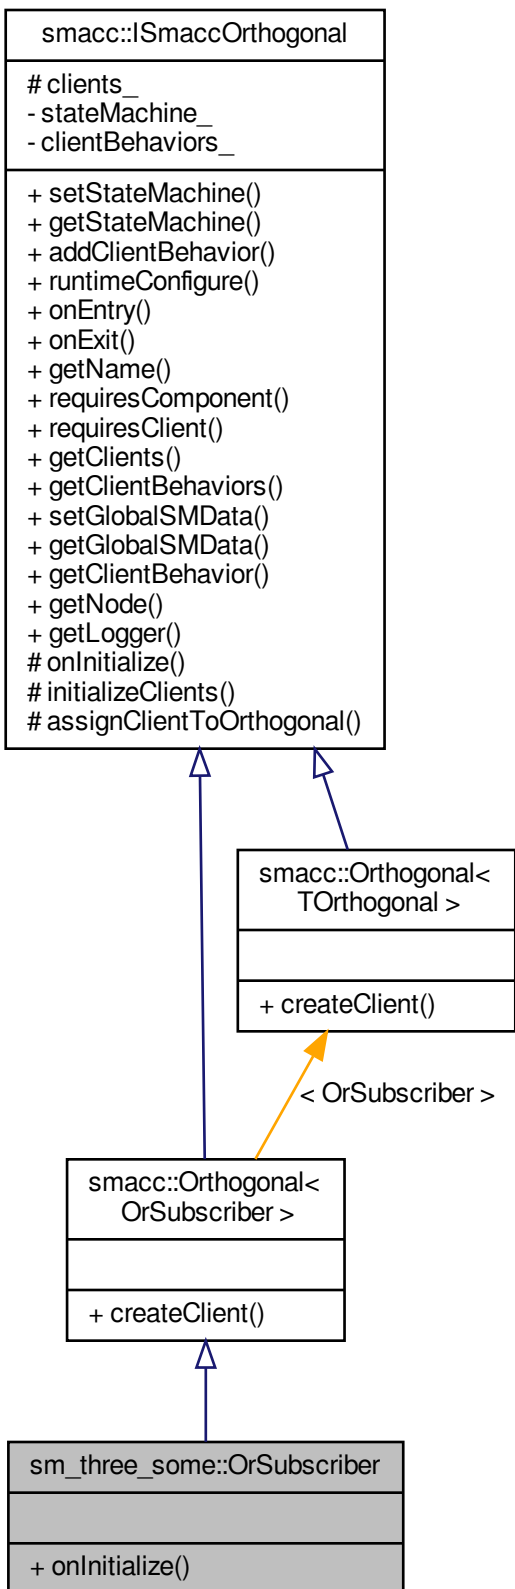 smacc::ISmaccOrthogonal
# clients_
- stateMachine_
- clientBehaviors_
+ setStateMachine()
+ getStateMachine()
+ addClientBehavior()
+ runtimeConfigure()
+ onEntry()
+ onExit()
+ getName()
+ requiresComponent()
+ requiresClient()
+ getClients()
+ getClientBehaviors()
+ setGlobalSMData()
+ getGlobalSMData()
+ getClientBehavior()
+ getNode()
+ getLogger()
# onInitialize()
# initializeClients()
# assignClientToOrthogonal()
smacc::Orthogonal<
TOrthogonal >
+ createClient()
< OrSubscriber >
smacc::Orthogonal<
OrSubscriber >
+ createClient()
sm_three_some::OrSubscriber
+ onInitialize()